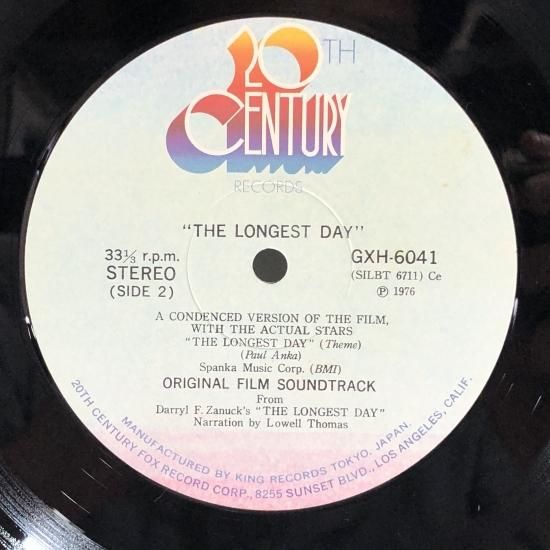 20TH
CENTURY
RECORDS
"THE LONGEST DAY"
33⅓ r.p.m.
STEREO
(SIDE 2)
GXH-6041
(SILBT 6711) Ce
Ⓟ 1976
A CONDENCED VERSION OF THE FILM,
WITH THE ACTUAL STARS
"THE LONGEST DAY" (Theme)
(Paul Anka)
Spanka Music Corp. (BMI)
ORIGINAL FILM SOUNDTRACK
From
Darryl F. Zanuck's "THE LONGEST DAY"
Narration by Lowell Thomas
MANUFACTURED BY KING RECORDS TOKYO. JAPAN.
20TH CENTURY FOX RECORD CORP., 8255 SUNSET BLVD., LOS ANGELES, CALIF.